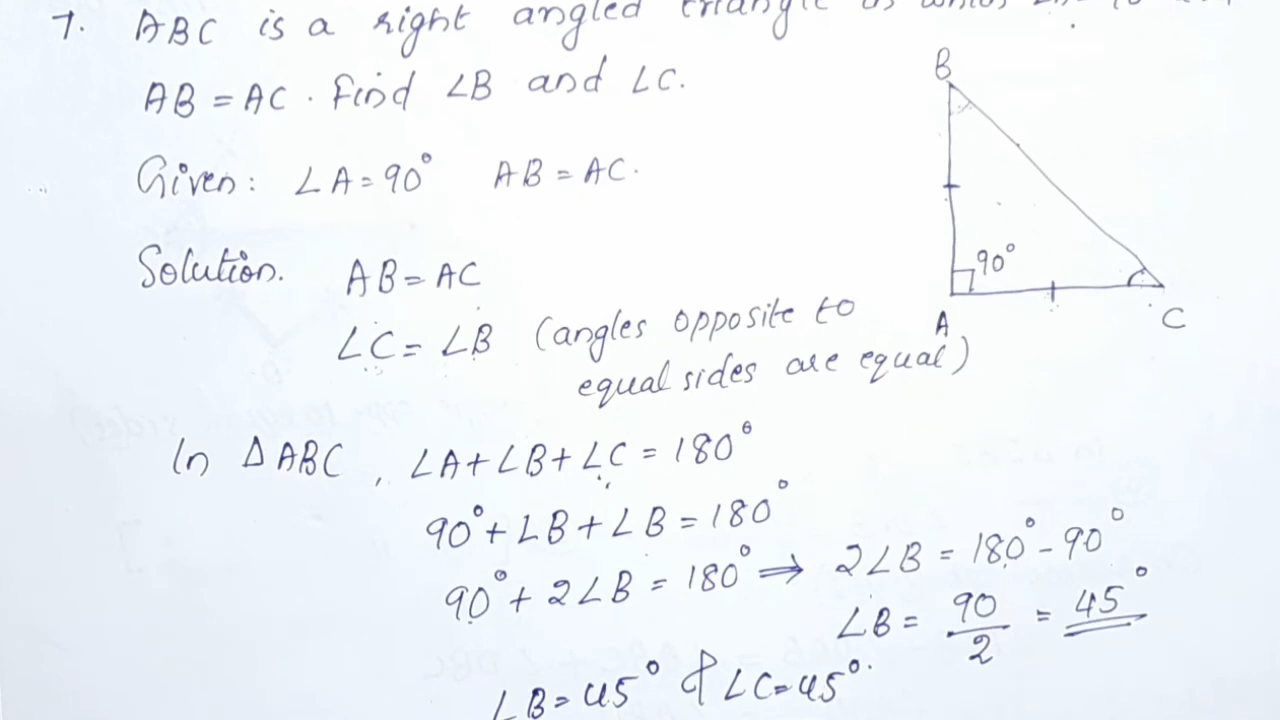 7. ABC is a right angled triangle
AB = AC. Find ∠B and ∠C.
Given: ∠A = 90° AB = AC.
Solution. AB = AC
∠C = ∠B (angles opposite to
equal sides are equal)
In △ABC, ∠A+∠B+∠C = 180°
90°+∠B+∠B = 180°
90°+2∠B = 180° ⇒ 2∠B = 180°-90°
∠B = 90/2 = 45°
∠B = 45° & ∠C = 45°.
B
90°
A
C